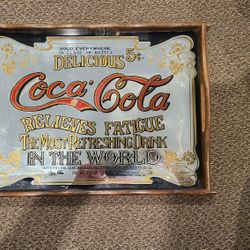 SOLD EVERYWHERE
IN GLASS OR BOTTLE
DELICIOUS 5¢
Coca-Cola
RELIEVES FATIGUE
THE MOST REFRESHING DRINK
IN THE WORLD